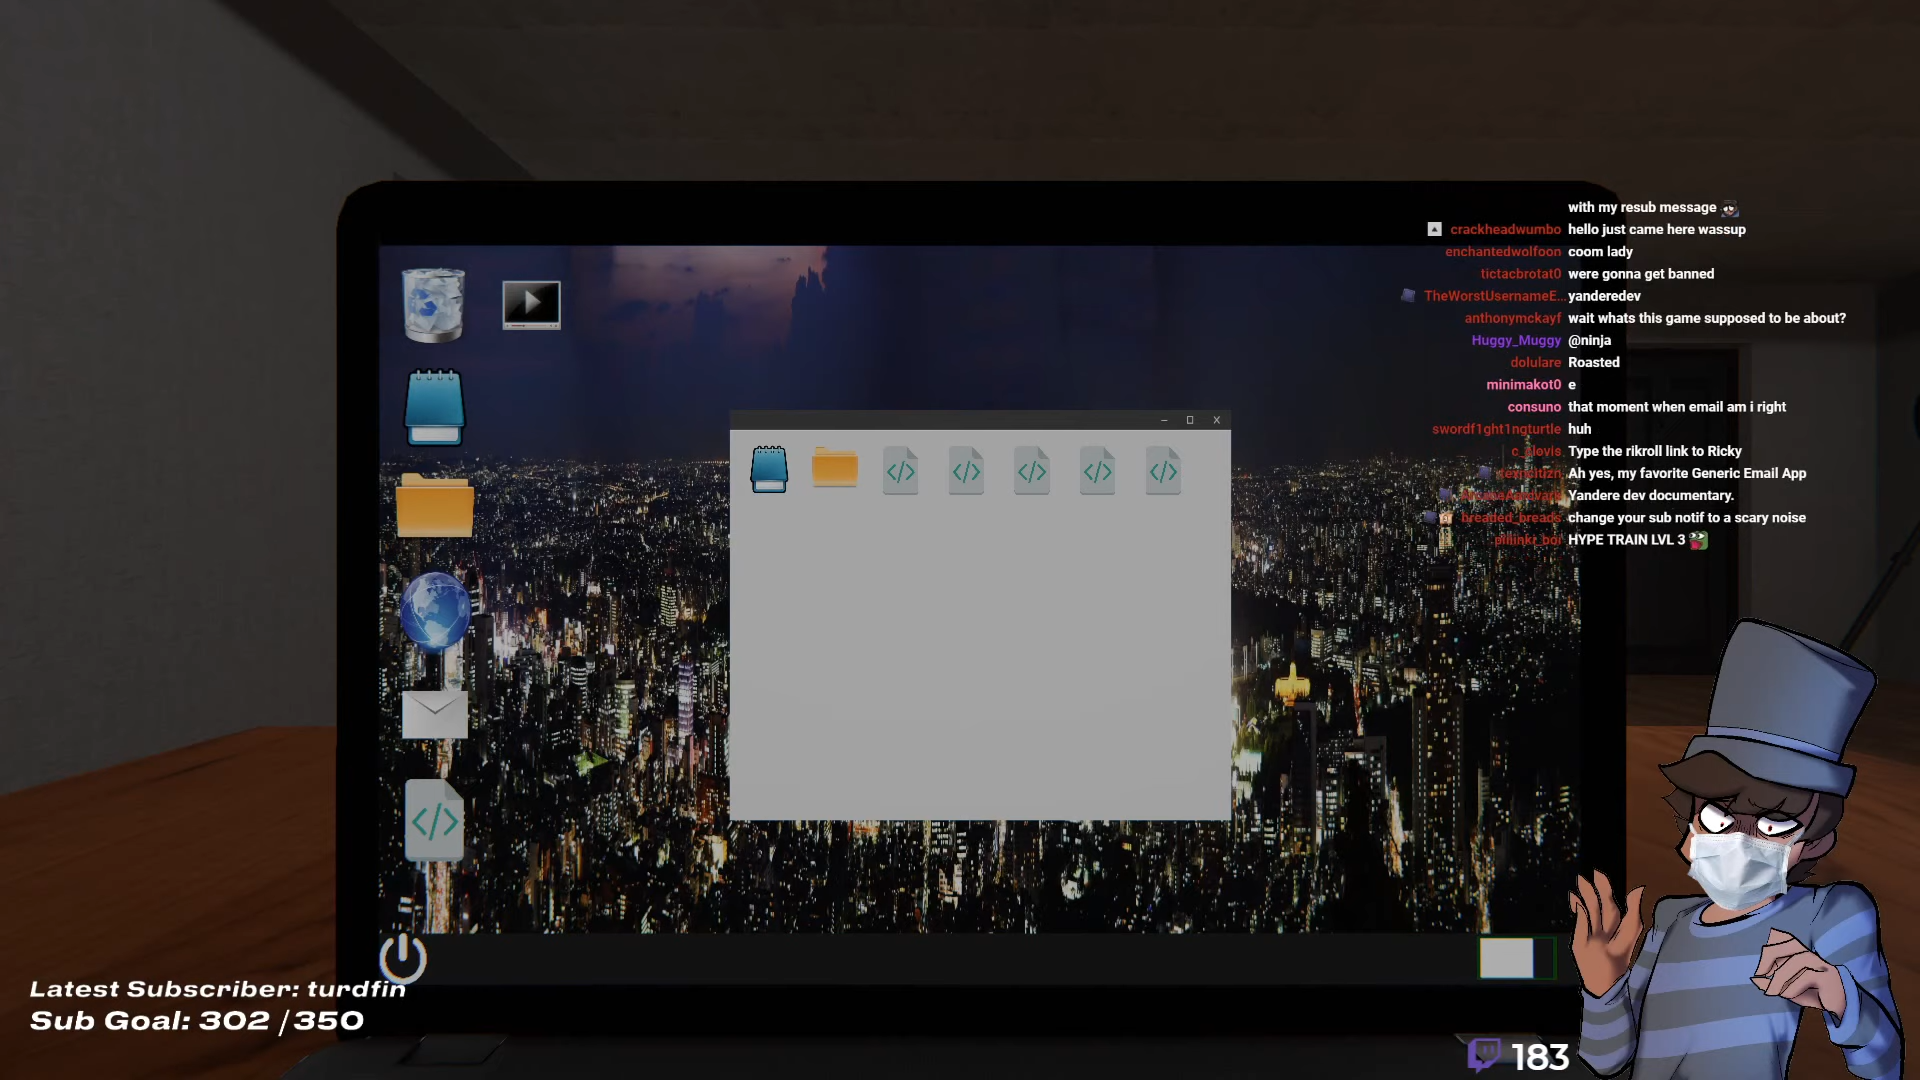 with my resub message
crackheadwumbo hello just came here wassup
enchantedwolfoon coom lady
tictacbrotat0 were gonna get banned
TheWorstUsernameE... yanderedev
anthonymckayf wait whats this game supposed to be about?
Huggy_Muggy @ninja
dolulare Roasted
minimakot0 e
consuno that moment when email am i right
swordf1ght1ngturtle huh
Type the rikroll link to Ricky
Ah yes, my favorite Generic Email App
Yandere dev documentary.
breaded_breads change your sub notif to a scary noise
HYPE TRAIN LVL 3
Latest Subscriber: turdfin
Sub Goal: 302 /350
183